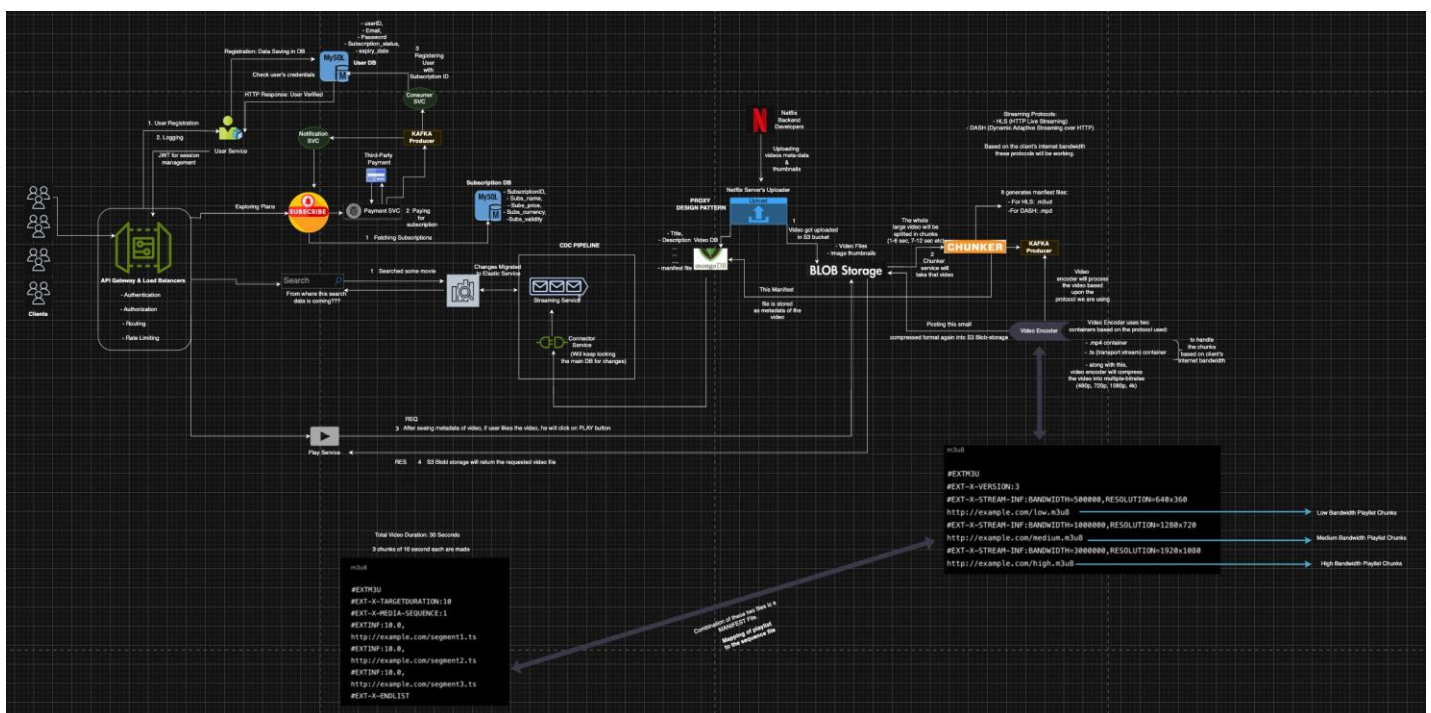 - userID,
- Email,
- Password
- Subscription_status,
- expiry_date
Registration: Data Saving in DB
MySQL
User DB
Check user's credentials
HTTP Response: User Verified
3
Registering
User
with
Subscription ID
Consumer
SVC
1. User Registration
2. Logging
JWT for session
management
User Service
Notification
SVC
KAFKA
Producer
Third-Party
Payment
Clients
API Gateway & Load Balancers
- Authentication
- Authorization
- Routing
- Rate Limiting
Exploring Plans
SUBSCRIBE
Payment SVC
2 Paying
for
subscription
Subscription DB
MySQL
- SubscriptionID,
- Subs_name,
- Subs_price,
- Subs_currency,
-Subs_validity
1 Fetching Subscriptions
Search
From where this search
data is coming???
1 Searched some movie
Changes Migrated
to Elastic Service
CDC PIPELINE
Streaming Service
Connector
Service
(Will keep looking
the main DB for changes)
REQ
3 After seeing metadata of video, if user likes the video, he will click on PLAY button
Play Service
RES 4 S3 Blobl storage will return the requested video file
N
Netflix
Backend
Developers
Uploading
videos meta-data
&
thumbnails
Netflix Server's Uploader
PROXY
DESIGN PATTERN
Upload
- Title,
- Description
...
...
- manifest file
Video DB
mongoDB
1
Video got uploaded
in S3 bucket
- Video Files
- Image thumbnails
BLOB Storage
The whole
large video will be
splitted in chunks
(1-6 sec, 7-12 sec etc)
2
Chunker
service will
take that video
CHUNKER
KAFKA
Producer
Streaming Protocols:
- HLS (HTTP Live Streaming)
- DASH (Dynamic Adaptive Streaming over HTTP)
Based on the client's internet bandwidth
these protocols will be working.
It generates manifest files:
- For HLS: .m3u8
-For DASH: .mpd
This Manifest
file is stored
as metadata of the
video
Video
encoder will process
the video based
upon the
protocol we are using
Posting this small
compressed format again into S3 Blob-storage
Video Encoder
Video Encoder uses two
containers based on the protocol used:
- .mp4 container
- .ts (transport stream) container
- along with this,
video encoder will compress
the video into multiple-bitrates
(480p, 720p, 1080p, 4k)
to handle
the chunks
based on client's
internet bandwidth
m3u8
#EXTM3U
#EXT-X-VERSION:3
#EXT-X-STREAM-INF:BANDWIDTH=500000,RESOLUTION=640x360
http://example.com/low.m3u8
#EXT-X-STREAM-INF:BANDWIDTH=1000000,RESOLUTION=1280x720
http://example.com/medium.m3u8
#EXT-X-STREAM-INF:BANDWIDTH=3000000,RESOLUTION=1920x1080
http://example.com/high.m3u8
Low Bandwidth Playlist Chunks
Medium Bandwidth Playlist Chunks
High Bandwidth Playlist Chunks
Total Video Duration: 30 Seconds
3 chunks of 10 second each are made
m3u8
#EXTM3U
#EXT-X-TARGETDURATION:10
#EXT-X-MEDIA-SEQUENCE:1
#EXTINF:10.0,
http://example.com/segment1.ts
#EXTINF:10.0,
http://example.com/segment2.ts
#EXTINF:10.0,
http://example.com/segment3.ts
#EXT-X-ENDLIST
Combination of these two files is a
MANIFEST File.
Mapping of playlist
to the sequence file